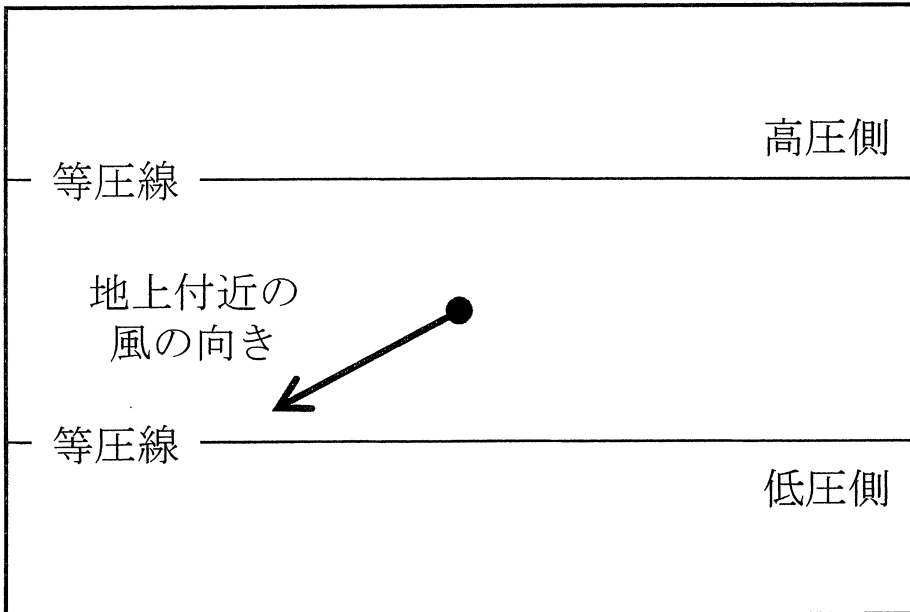 高圧側
等圧線
地上付近の
風の向き
等圧線
低圧側